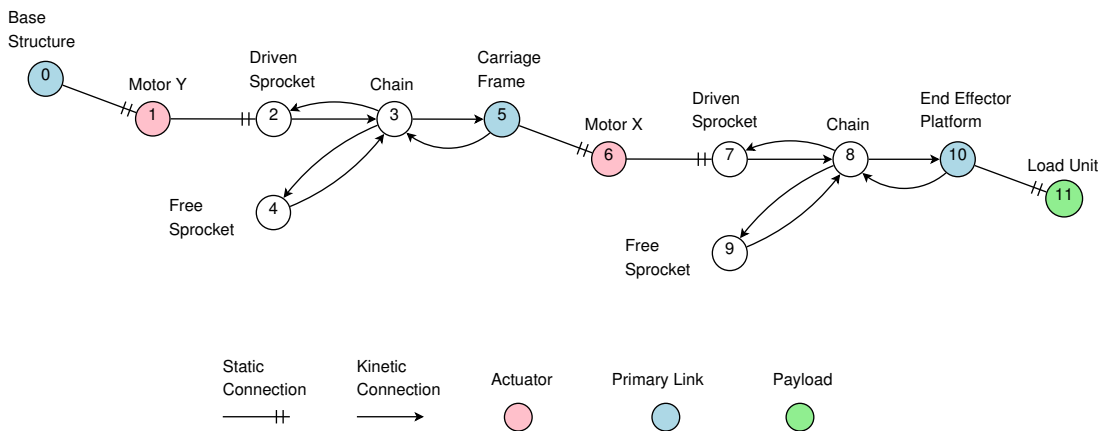 Base
Structure
0
Motor Y
1
Driven
Sprocket
2
Chain
3
Carriage
Frame
5
Free
Sprocket
4
Motor X
6
Driven
Sprocket
7
Chain
8
End Effector
Platform
10
Load Unit
11
Free
Sprocket
9
Static
Connection
Kinetic
Connection
Actuator
Primary Link
Payload